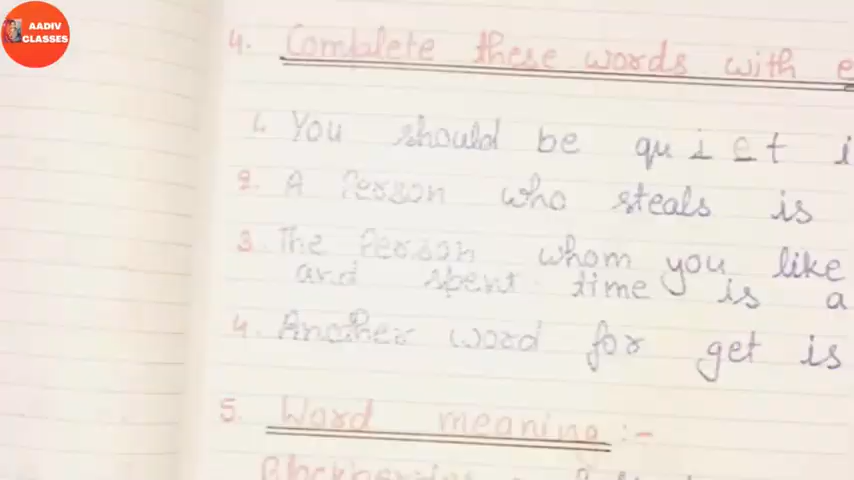 AADIV
CLASSES
4. Complete these words with e
1. You should be quiet i
2. A Person who steals is
3. The Person whom you like
and spent time is a
4. Another word for get is
5. Word meaning :-